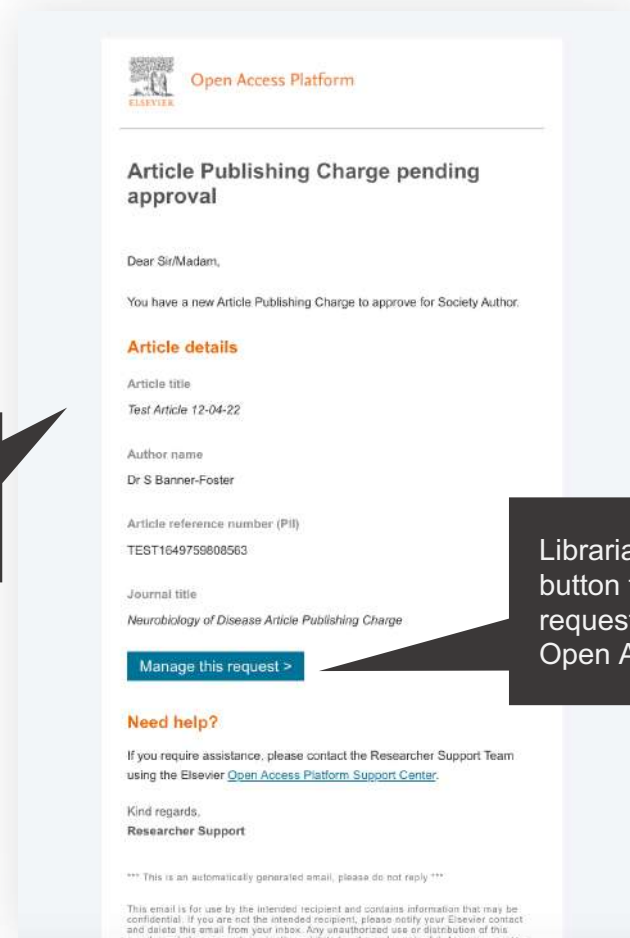 ELSEVIER
Open Access Platform
Article Publishing Charge pending
approval
Dear Sir/Madam,
You have a new Article Publishing Charge to approve for Society Author.
Article details
Article title
Test Article 12-04-22
Author name
Dr S Banner-Foster
Article reference number (PII)
TEST1649759808563
Journal title
Neurobiology of Disease Article Publishing Charge
Manage this request >
Libraria
button
request
Open A
Need help?
If you require assistance, please contact the Researcher Support Team
using the Elsevier Open Access Platform Support Center.
Kind regards,
Researcher Support
*** This is an automatically generated email, please do not reply ***
This email is for use by the intended recipient and contains information that may be
confidential. If you are not the intended recipient, please notify your Elsevier contact
and delete this email from your inbox. Any unauthorized use or distribution of this